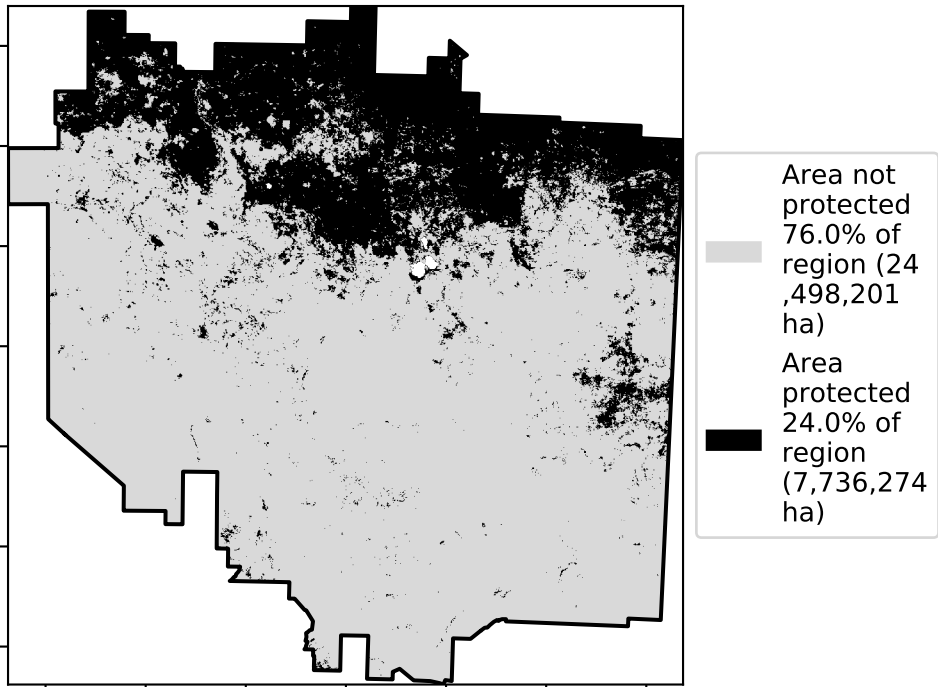 Area not
protected
76.0% of
region (24
,498,201
ha)
Area
protected
24.0% of
region
(7,736,274
ha)